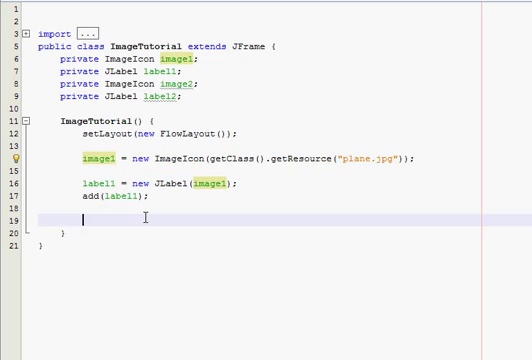 1
2
3 import ...
5 public class ImageTutorial extends JFrame {
6 private ImageIcon image1;
7 private JLabel label1;
8 private ImageIcon image2;
9 private JLabel label2;
10
11 ImageTutorial() {
12 setLayout(new FlowLayout());
13
image1 = new ImageIcon(getClass().getResource("plane.jpg"));
15
16 label1 = new JLabel(image1);
17 add(label1);
18
19
20 }
21 }